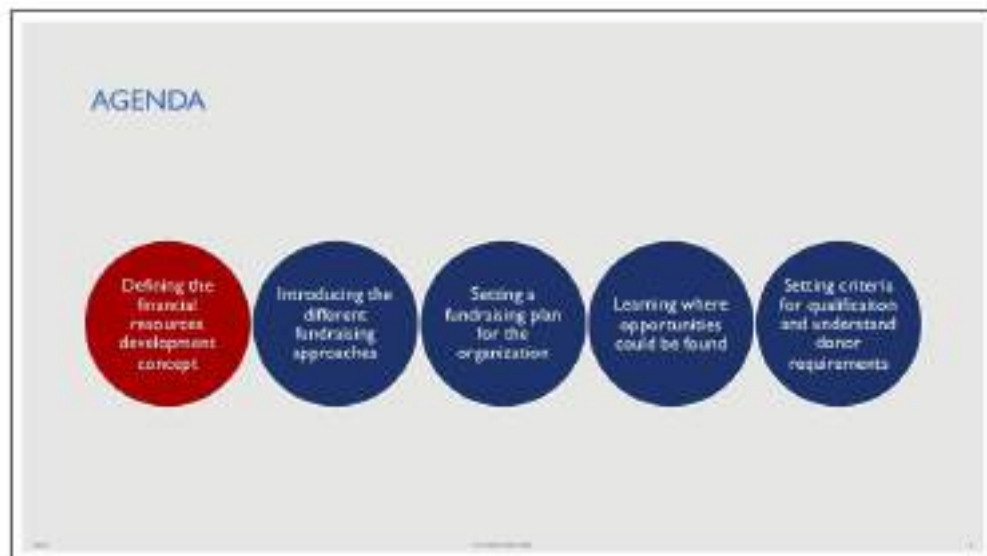 AGENDA
Defining the
financial
resources
development
concept
Introducing the
different
fundraising
approaches
Setting a
fundraising plan
for the
organization
Learning where
opportunities
could be found
Setting criteria
for qualification
and understand
donor
requirements